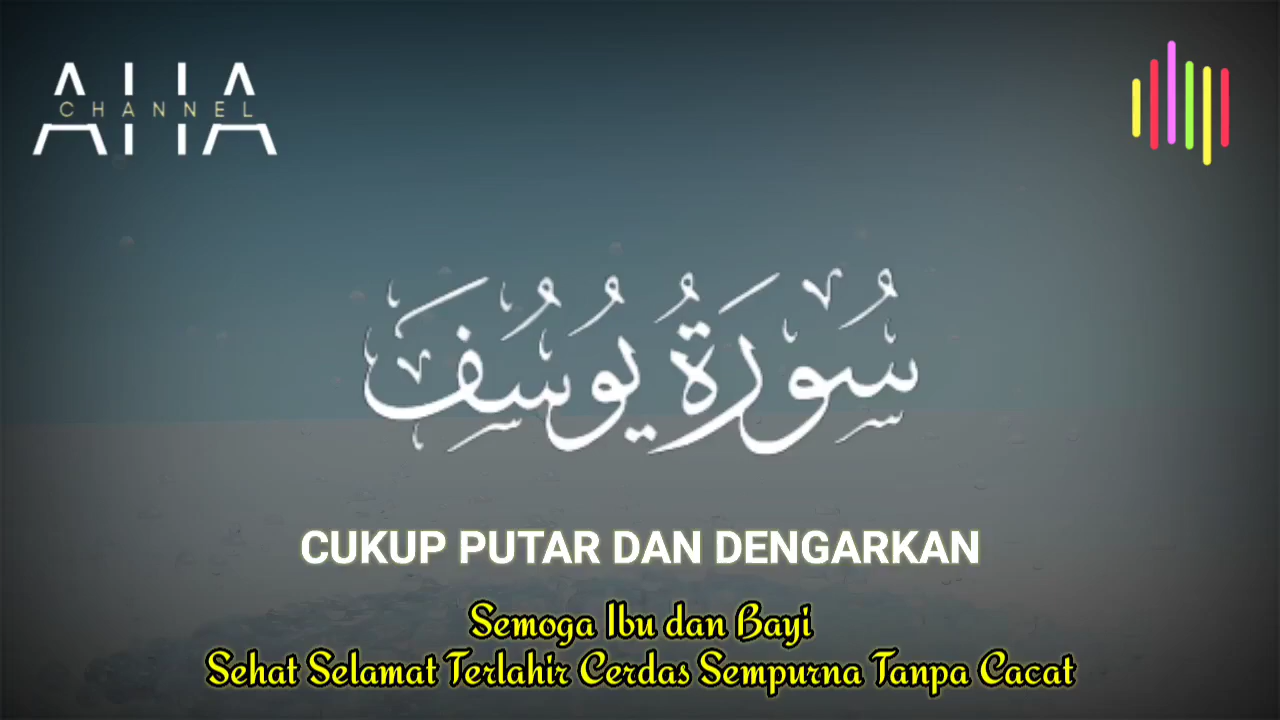 AHA
CHANNEL
سُورَةُ يُوسُفَ
CUKUP PUTAR DAN DENGARKAN
Semoga Ibu dan Bayi
Sehat Selamat Terlahir Cerdas Sempurna Tanpa Cacat